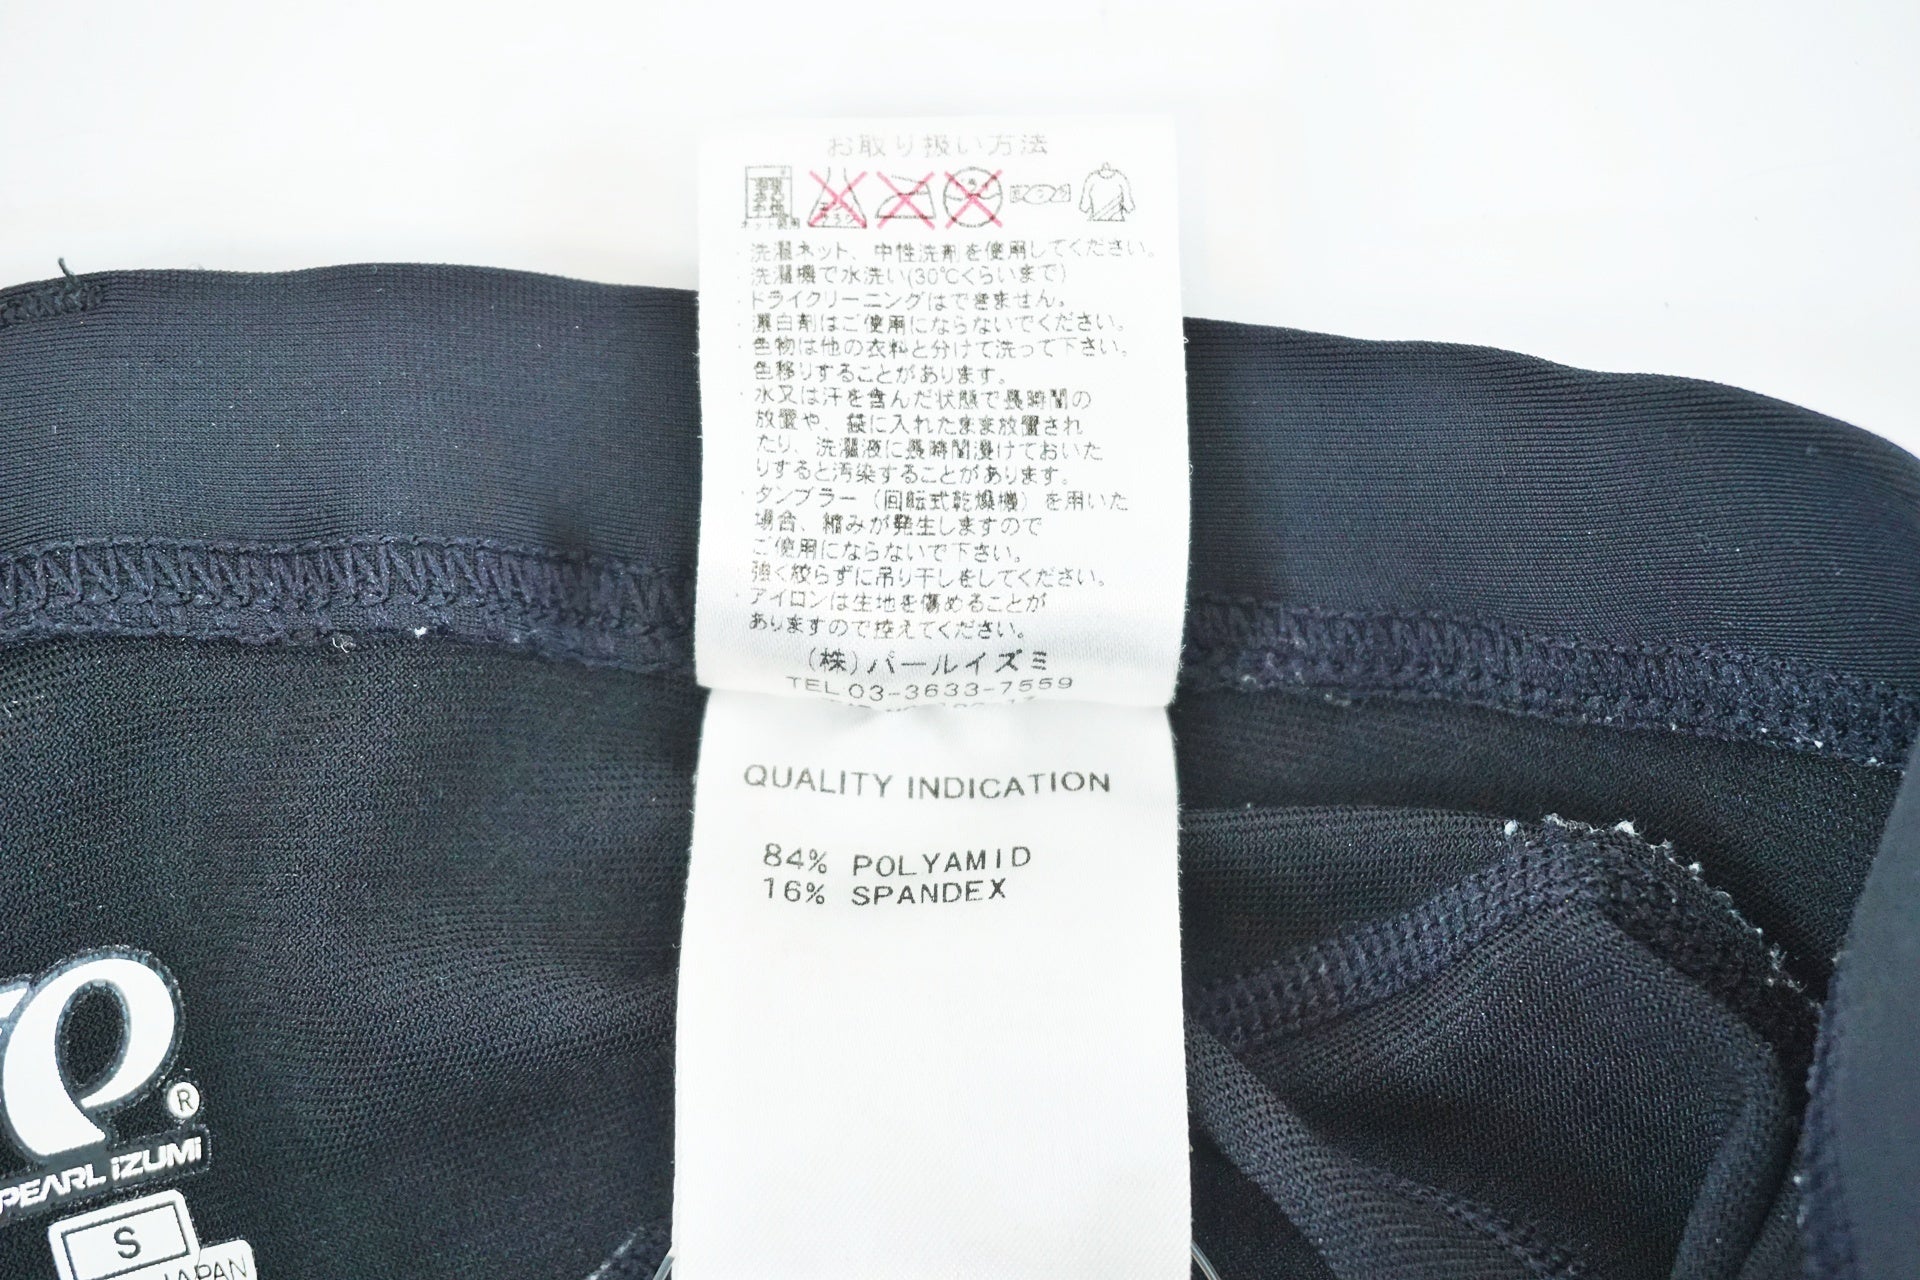 お取り扱い方法
・洗濯ネット、中性洗剤を使用してください。
・洗濯機で水洗い(30℃くらいまで)
・ドライクリーニングはできません。
・漂白剤はご使用にならないでください。
・色物は他の衣料と分けて洗って下さい。
色移りすることがあります。
・水又は汗を含んだ状態で長時間の
放置や、袋に入れたまま放置され
たり、洗濯液に長時間浸けておいた
りすると汚染することがあります。
・タンブラー（回転式乾燥機）を用いた
場合、縮みが発生しますので
ご使用にならないで下さい。
・強く絞らずに吊り干しをしてください。
・アイロンは生地を傷めることが
ありますので控えてください。
(株)パールイズミ
TEL 03-3633-7559
QUALITY INDICATION
84% POLYAMID
16% SPANDEX
R
PEARL iZUMi
S
JAPAN